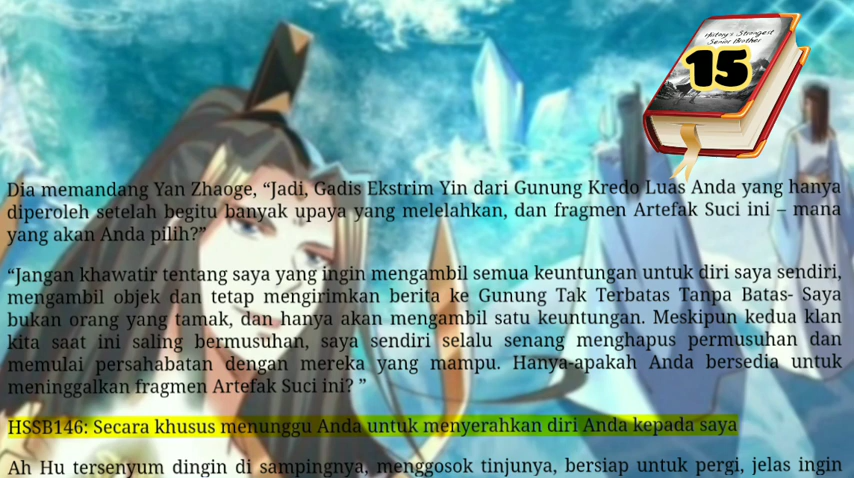 History's Strongest
Senior Brother
15
Dia memandang Yan Zhaoge, “Jadi, Gadis Ekstrim Yin dari Gunung Kredo Luas Anda yang hanya
diperoleh setelah begitu banyak upaya yang melelahkan, dan fragmen Artefak Suci ini – mana
yang akan Anda pilih?”
“Jangan khawatir tentang saya yang ingin mengambil semua keuntungan untuk diri saya sendiri,
mengambil objek dan tetap mengirimkan berita ke Gunung Tak Terbatas Tanpa Batas- Saya
bukan orang yang tamak, dan hanya akan mengambil satu keuntungan. Meskipun kedua klan
kita saat ini saling bermusuhan, saya sendiri selalu senang menghapus permusuhan dan
memulai persahabatan dengan mereka yang mampu. Hanya-apakah Anda bersedia untuk
meninggalkan fragmen Artefak Suci ini? ”
HSSB146: Secara khusus menunggu Anda untuk menyerahkan diri Anda kepada saya
Ah Hu tersenyum dingin di sampingnya, menggosok tinjunya, bersiap untuk pergi, jelas ingin